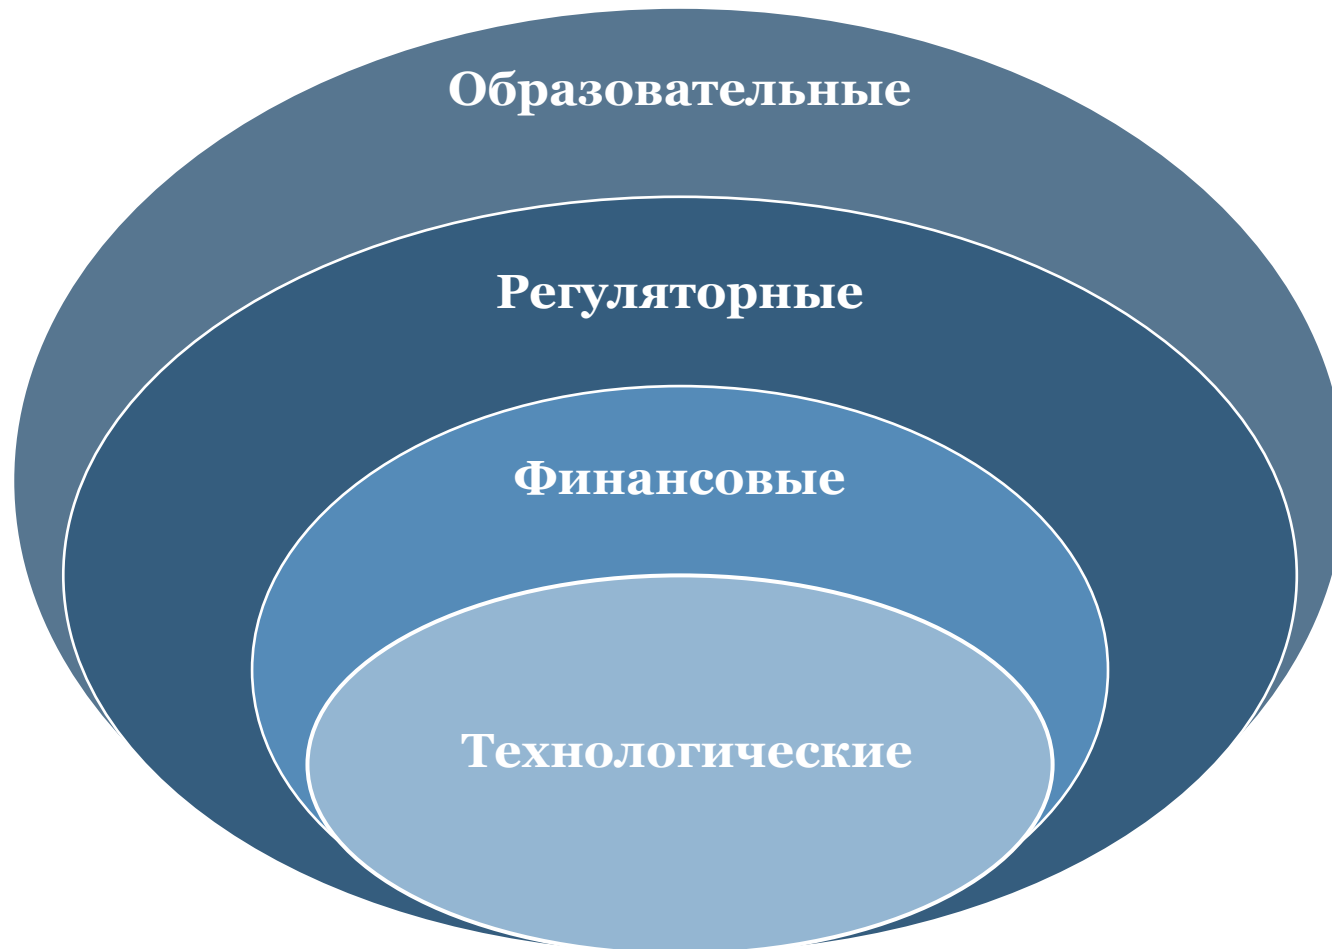 Образовательные
Регуляторные
Финансовые
Технологические